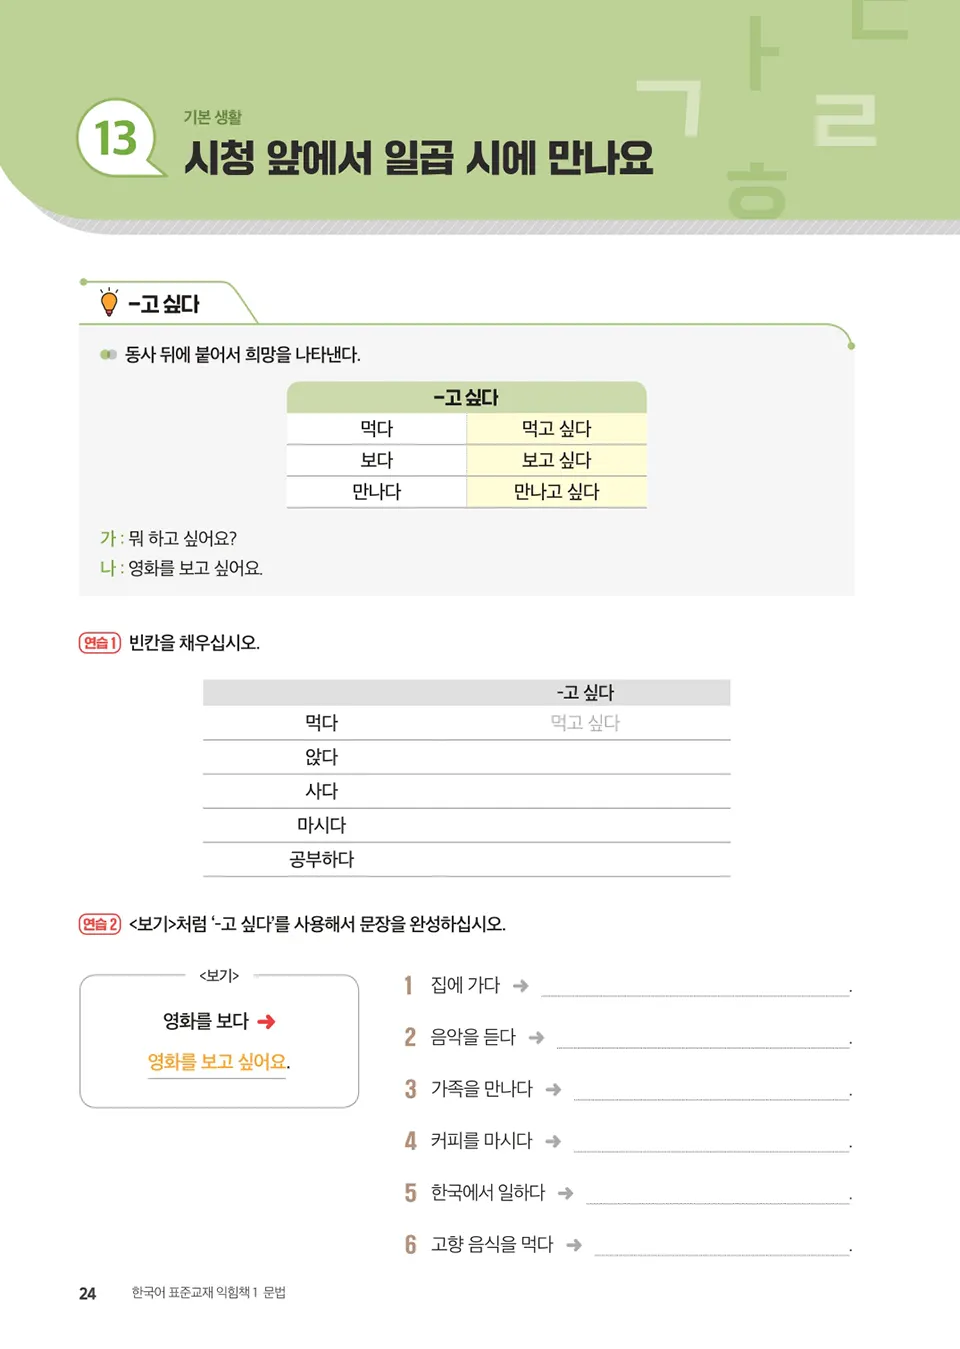 13
기본 생활
시청 앞에서 일곱 시에 만나요
ㄱ ㅏ ㄹ ㅎ
-고 싶다
동사 뒤에 붙어서 희망을 나타낸다.
-고 싶다
먹다 먹고 싶다
보다 보고 싶다
만나다 만나고 싶다
가 : 뭐 하고 싶어요?
나 : 영화를 보고 싶어요.
연습 1 빈칸을 채우십시오.
-고 싶다
먹다 먹고 싶다
앉다
사다
마시다
공부하다
연습 2 <보기>처럼 '-고 싶다'를 사용해서 문장을 완성하십시오.
<보기>
영화를 보다 ➜
영화를 보고 싶어요.
1 집에 가다 ➜ .
2 음악을 듣다 ➜ .
3 가족을 만나다 ➜ .
4 커피를 마시다 ➜ .
5 한국에서 일하다 ➜ .
6 고향 음식을 먹다 ➜ .
24 한국어 표준교재 익힘책 1 문법